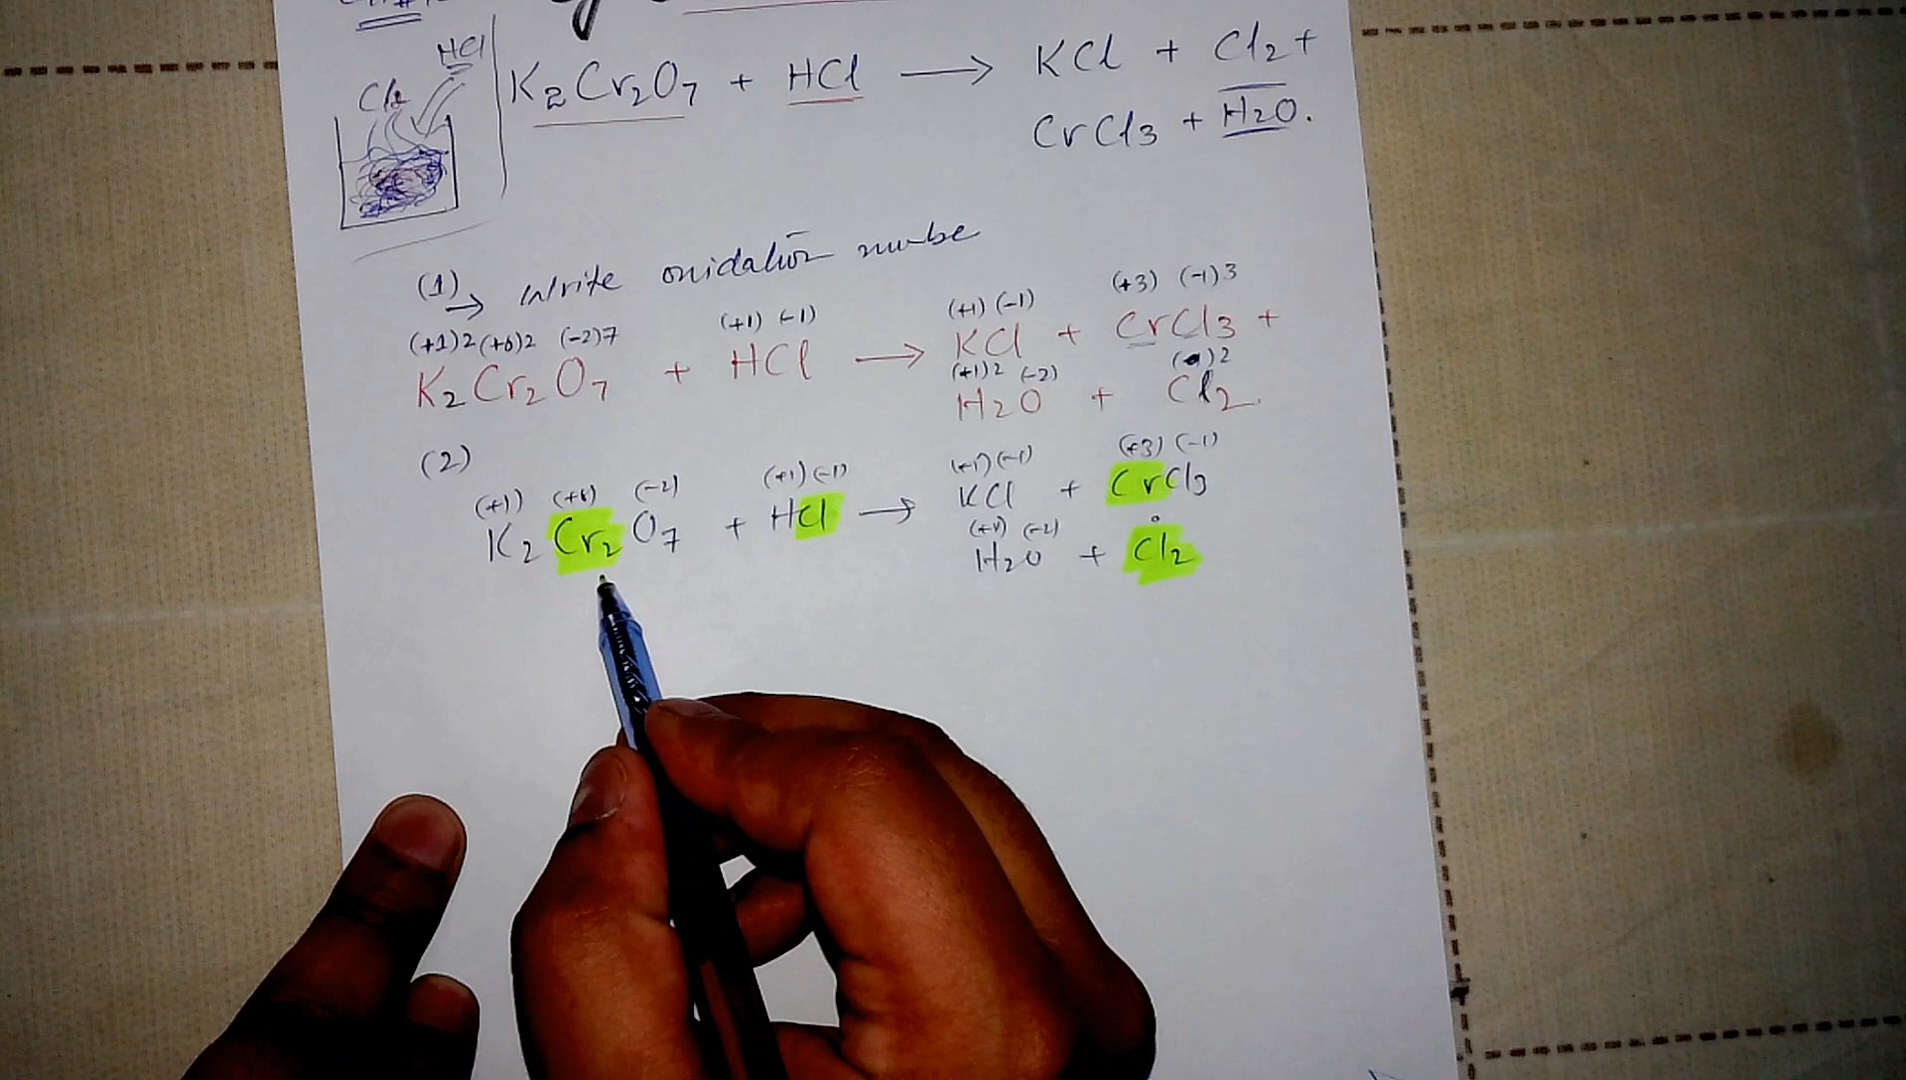 HCl
Cl2
K2Cr2O7 + HCl → KCl + Cl2 +
CrCl3 + H2O.
(1) → Write oxidation numbe
(+1)2 (+6)2 (-2)7 (+1) (-1) (+1) (-1) (+3) (-1)3
K2Cr2O7 + HCl → KCl + CrCl3 +
(+1)2 (-2) ( )2
H2O + Cl2.
(2)
(+1) (+6) (-2) (+1) (-1) (+1) (-1) (+3) (-1)
K2Cr2O7 + HCl → KCl + CrCl3
(+1) (-2) o
H2O + Cl2